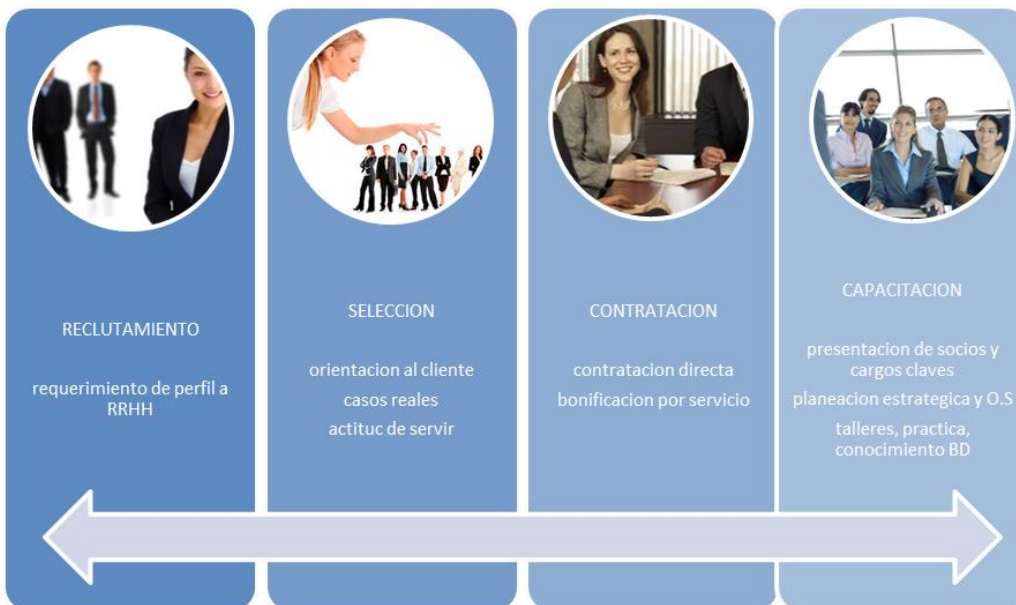 RECLUTAMIENTO
requerimiento de perfil a
RRHH
SELECCION
orientacion al cliente
casos reales
actituc de servir
CONTRATACION
contratacion directa
bonificacion por servicio
CAPACITACION
presentacion de socios y
cargos claves
planeacion estrategica y O.S
talleres, practica,
conocimiento BD